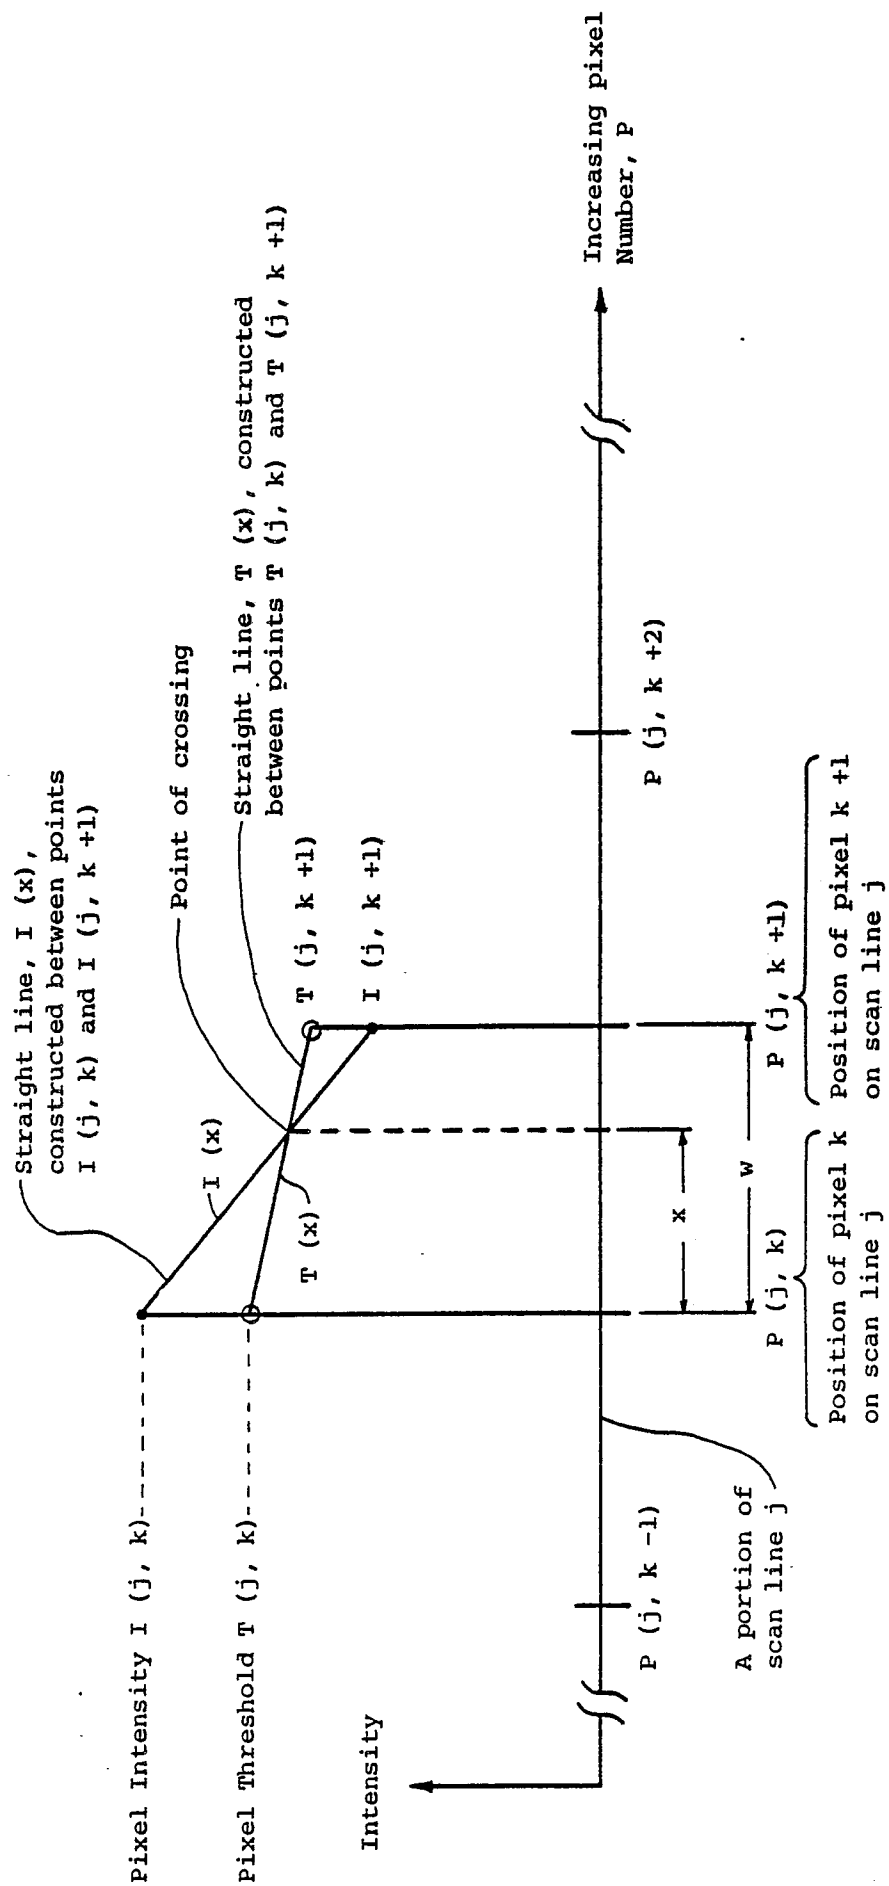 Straight line, I (x),
constructed between points
I (j, k) and I (j, k +1)
Pixel Intensity I (j, k)
I (x)
Point of crossing
Pixel Threshold T (j, k)
T (x)
Straight line, T (x), constructed
between points T (j, k) and T (j, k +1)
T (j, k +1)
I (j, k +1)
Intensity
Increasing pixel
Number, P
P (j, k -1)
P (j, k +2)
x
w
A portion of
scan line j
P (j, k)
Position of pixel k
on scan line j
P (j, k +1)
Position of pixel k +1
on scan line j